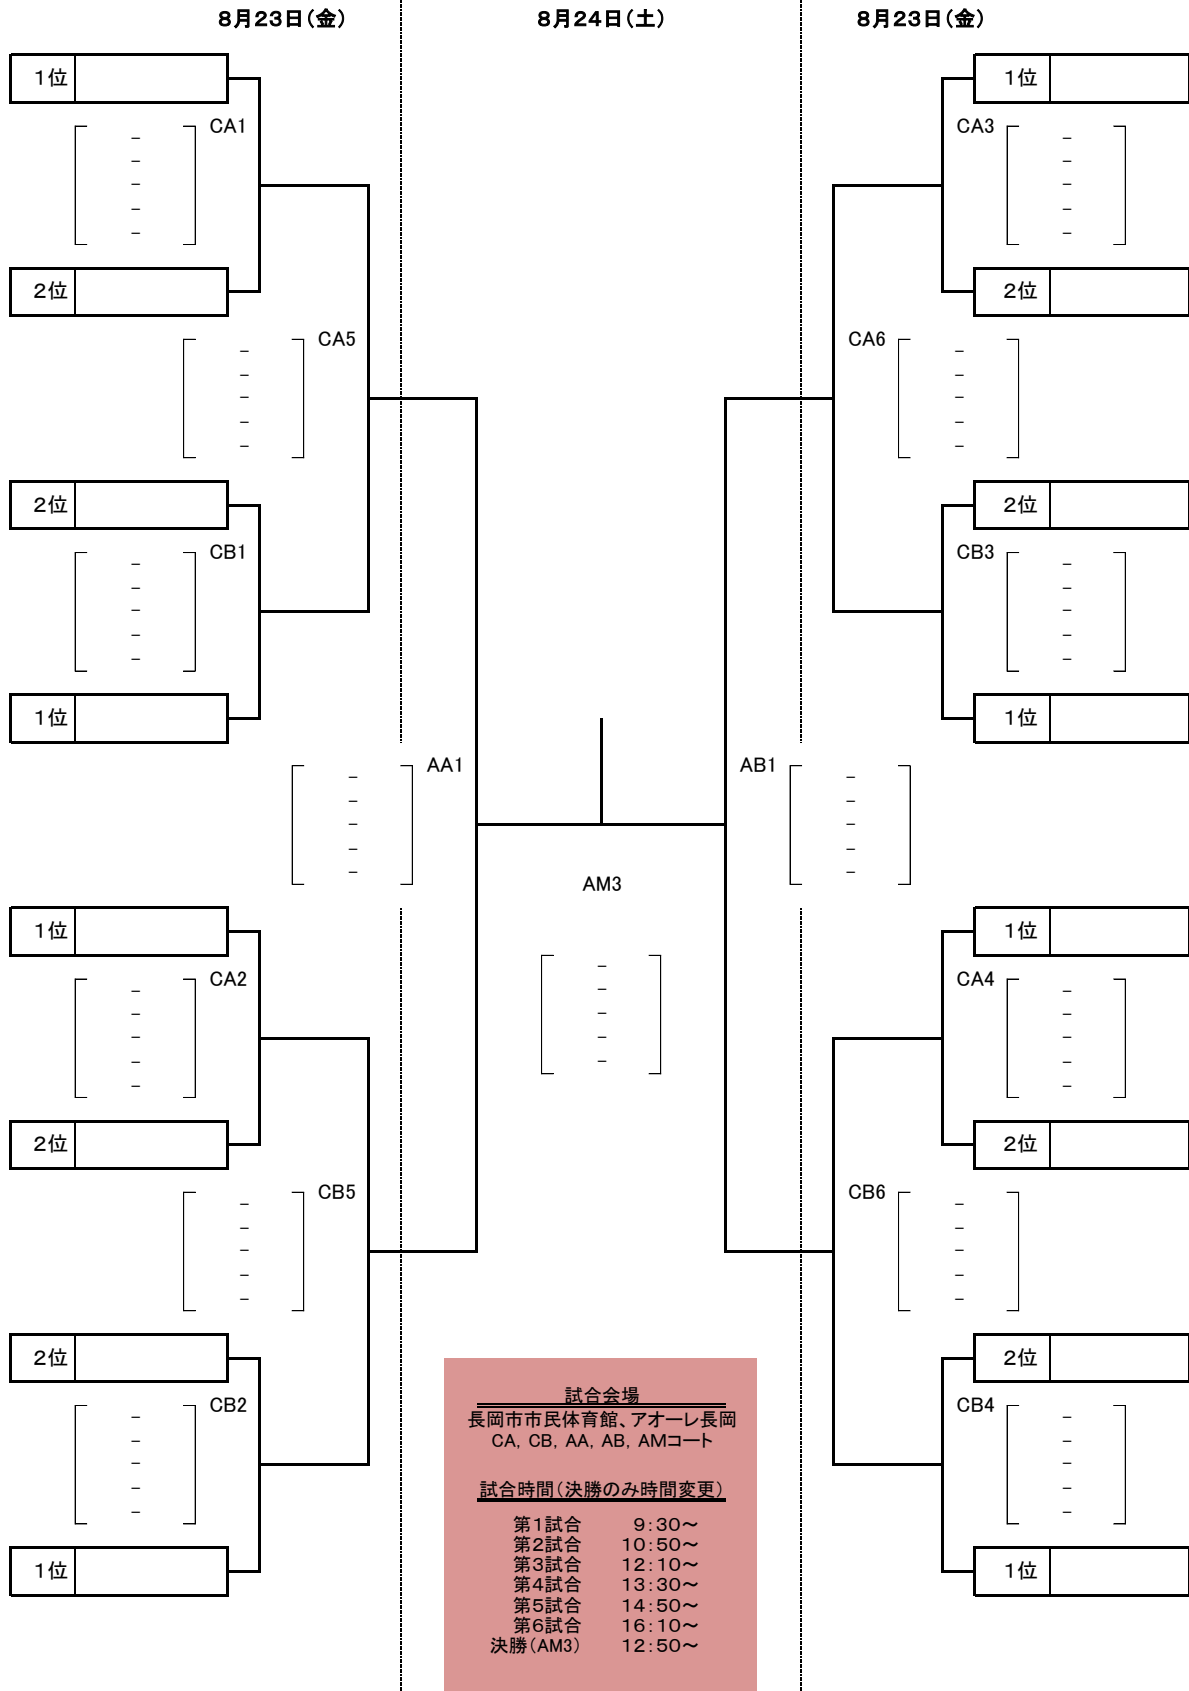 8月23日(金)
8月24日(土)
8月23日(金)
1位
1位
CA1
CA3
－
－
－
－
－
－
－
－
－
－
2位
2位
CA5
CA6
－
－
－
－
－
－
－
－
－
－
2位
2位
CB1
CB3
－
－
－
－
－
－
－
－
－
－
1位
1位
AA1
AB1
－
－
－
－
－
－
－
－
－
－
AM3
－
－
－
－
－
1位
1位
CA2
CA4
－
－
－
－
－
－
－
－
－
－
2位
2位
CB5
CB6
－
－
－
－
－
－
－
－
－
－
2位
2位
CB2
CB4
－
－
－
－
－
－
－
－
－
－
1位
1位
試合会場
長岡市市民体育館、アオーレ長岡
CA, CB, AA, AB, AMコート
試合時間(決勝のみ時間変更)
第1試合 9:30～
第2試合 10:50～
第3試合 12:10～
第4試合 13:30～
第5試合 14:50～
第6試合 16:10～
決勝(AM3) 12:50～